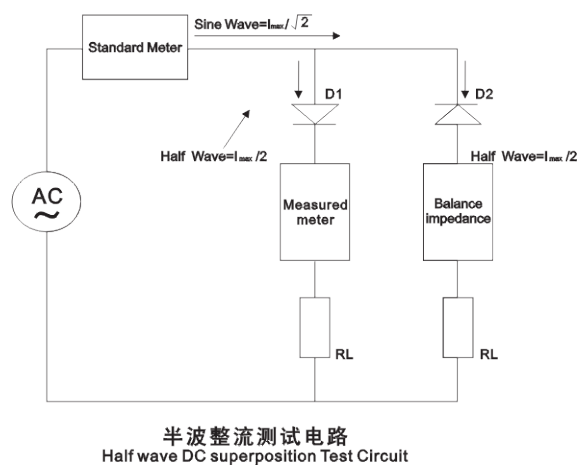 Sine Wave=Imax/√2
Standard Meter
D1
D2
Half Wave=Imax/2
Half Wave=Imax/2
AC
~
Measured
meter
Balance
impedance
RL
RL
半波整流测试电路
Half wave DC superposition Test Circuit